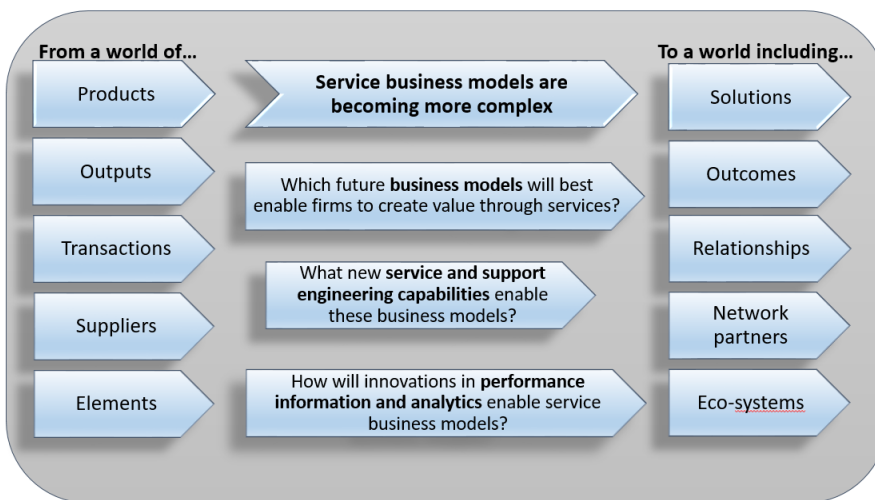 From a world of...
Products
Outputs
Transactions
Suppliers
Elements
Service business models are
becoming more complex
Which future business models will best
enable firms to create value through services?
What new service and support
engineering capabilities enable
these business models?
How will innovations in performance
information and analytics enable service
business models?
To a world including...
Solutions
Outcomes
Relationships
Network
partners
Eco-systems